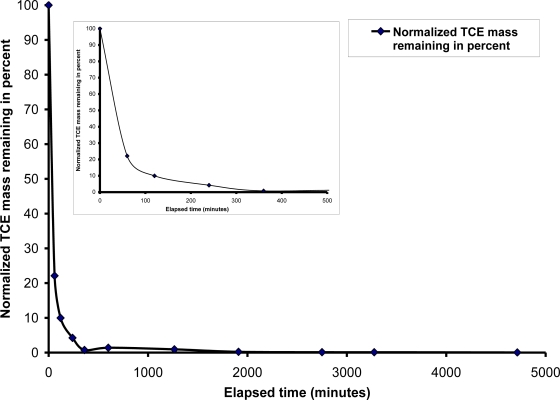 Normalized TCE mass remaining in percent
100
90
80
70
60
50
40
30
20
10
0
0 1000 2000 3000 4000 5000
Elapsed time (minutes)
Normalized TCE mass remaining in percent
100
90
80
70
60
50
40
30
20
10
0
0 100 200 300 400 500
Elapsed time (minutes)
Normalized TCE mass
remaining in percent